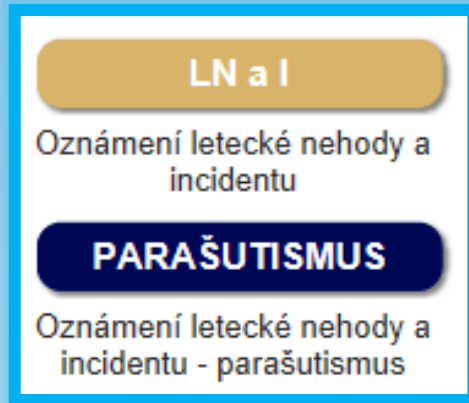 LN a I
Oznámení letecké nehody a
incidentu
PARAŠUTISMUS
Oznámení letecké nehody a
incidentu - parašutismus